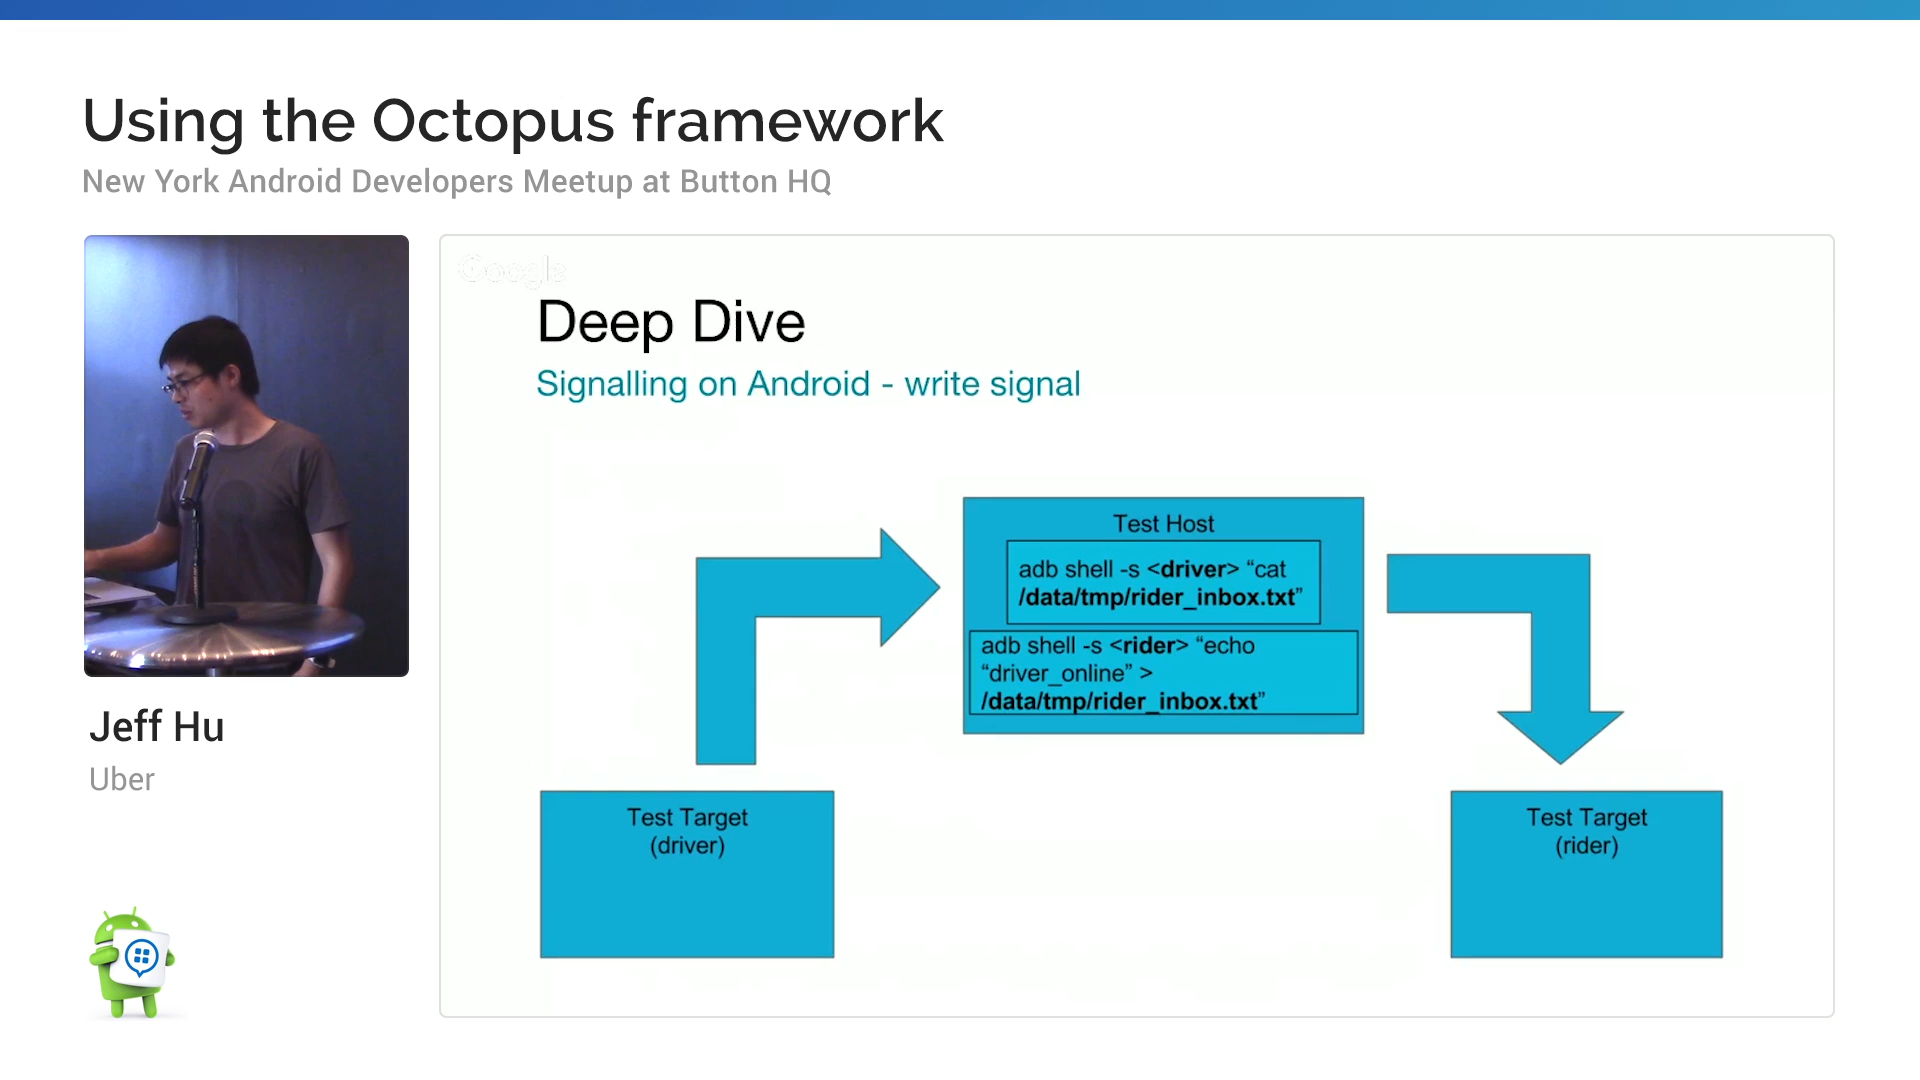 Using the Octopus framework
New York Android Developers Meetup at Button HQ
Google
Deep Dive
Signalling on Android - write signal
Test Host
adb shell -s <driver> “cat
/data/tmp/rider_inbox.txt”
adb shell -s <rider> “echo
“driver_online” >
/data/tmp/rider_inbox.txt”
Test Target
(driver)
Test Target
(rider)
Jeff Hu
Uber